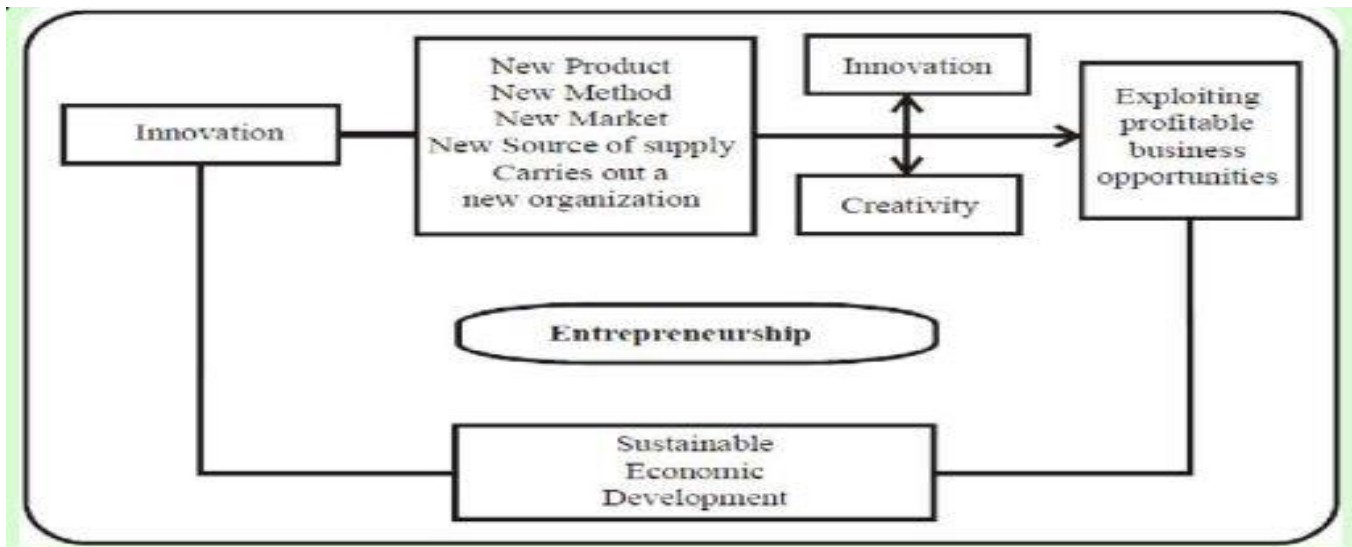 Innovation
New Product
New Method
New Market
New Source of supply
Carries out a
new organization
Innovation
Creativity
Exploiting
profitable
business
opportunities
Entrepreneurship
Sustainable
Economic
Development